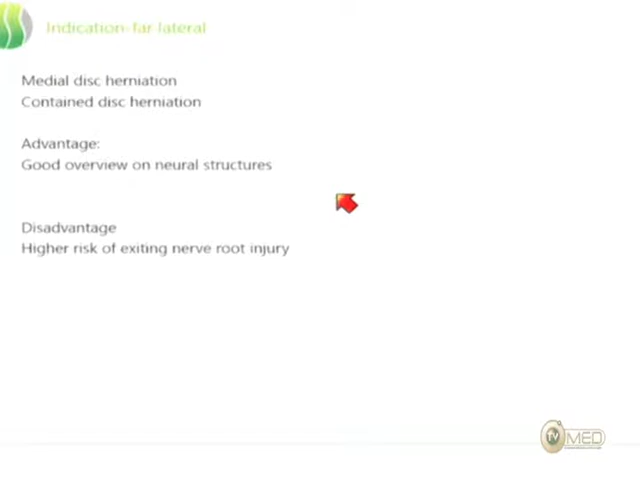 Indication-far lateral
Medial disc herniation
Contained disc herniation
Advantage:
Good overview on neural structures
Disadvantage
Higher risk of exiting nerve root injury
TV MED